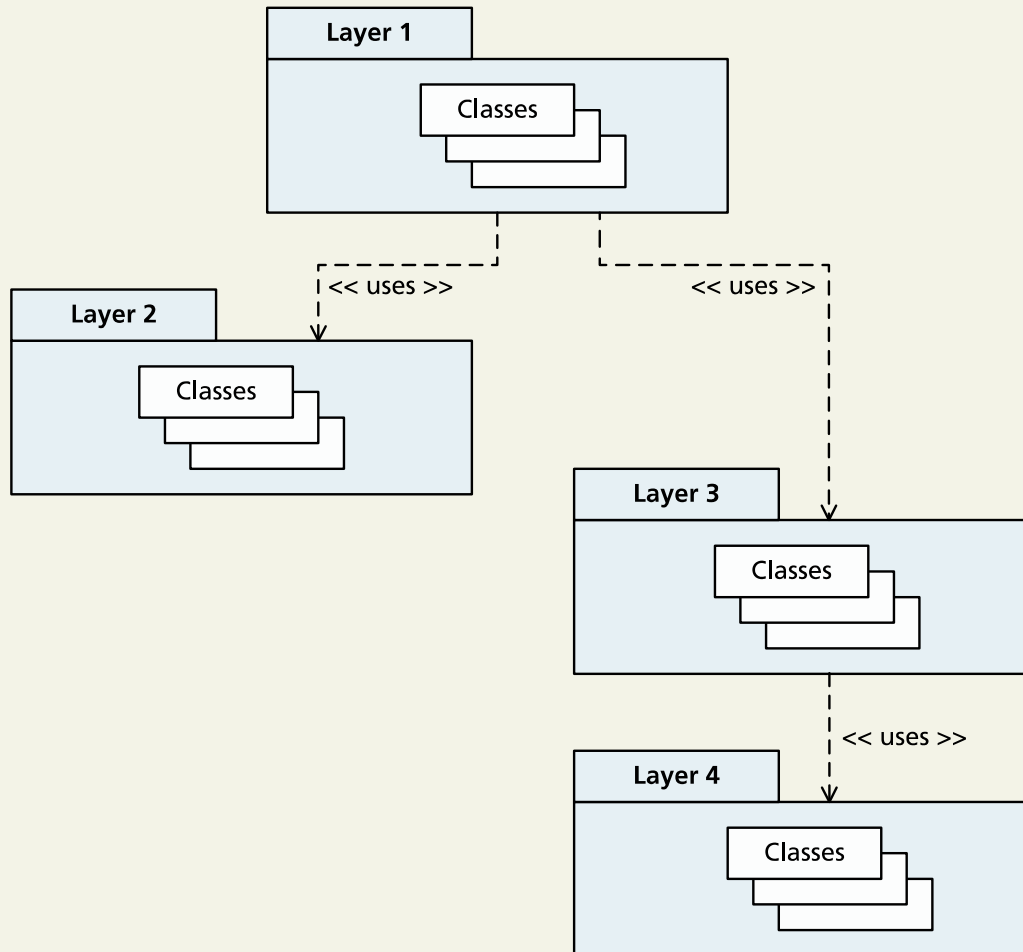 Layer 1
Classes
<< uses >>
<< uses >>
Layer 2
Classes
Layer 3
Classes
<< uses >>
Layer 4
Classes